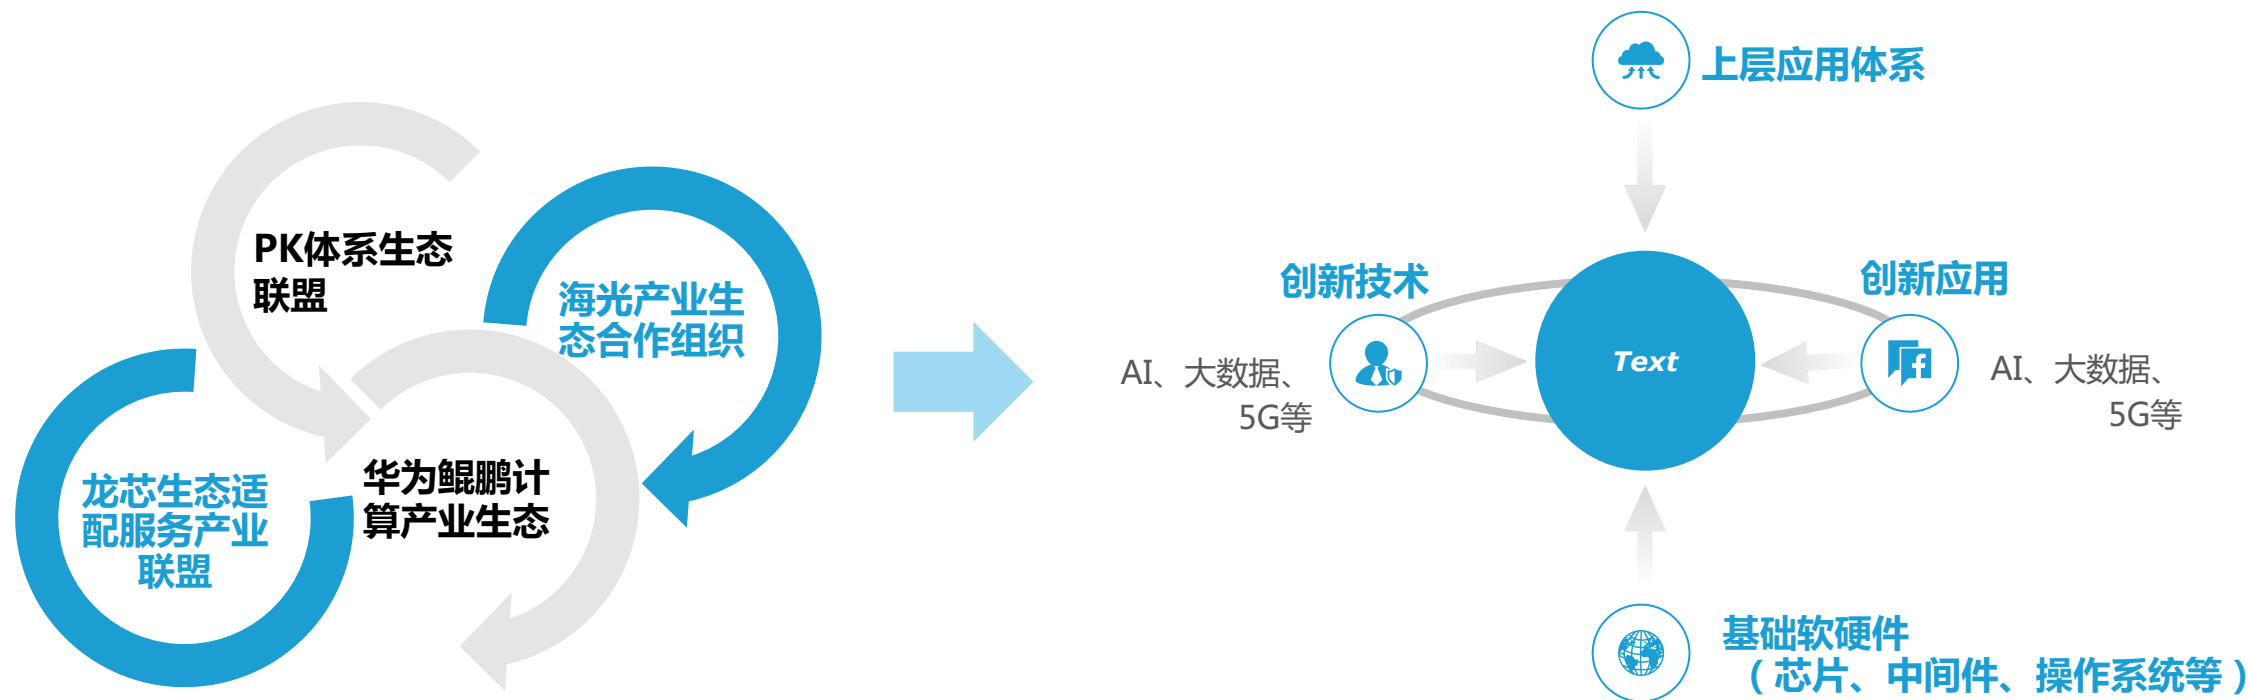 PK体系生态
联盟
海光产业生
态合作组织
龙芯生态适
配服务产业
联盟
华为鲲鹏计
算产业生态
上层应用体系
创新技术
AI、大数据、
5G等
Text
创新应用
AI、大数据、
5G等
基础软硬件
（芯片、中间件、操作系统等）